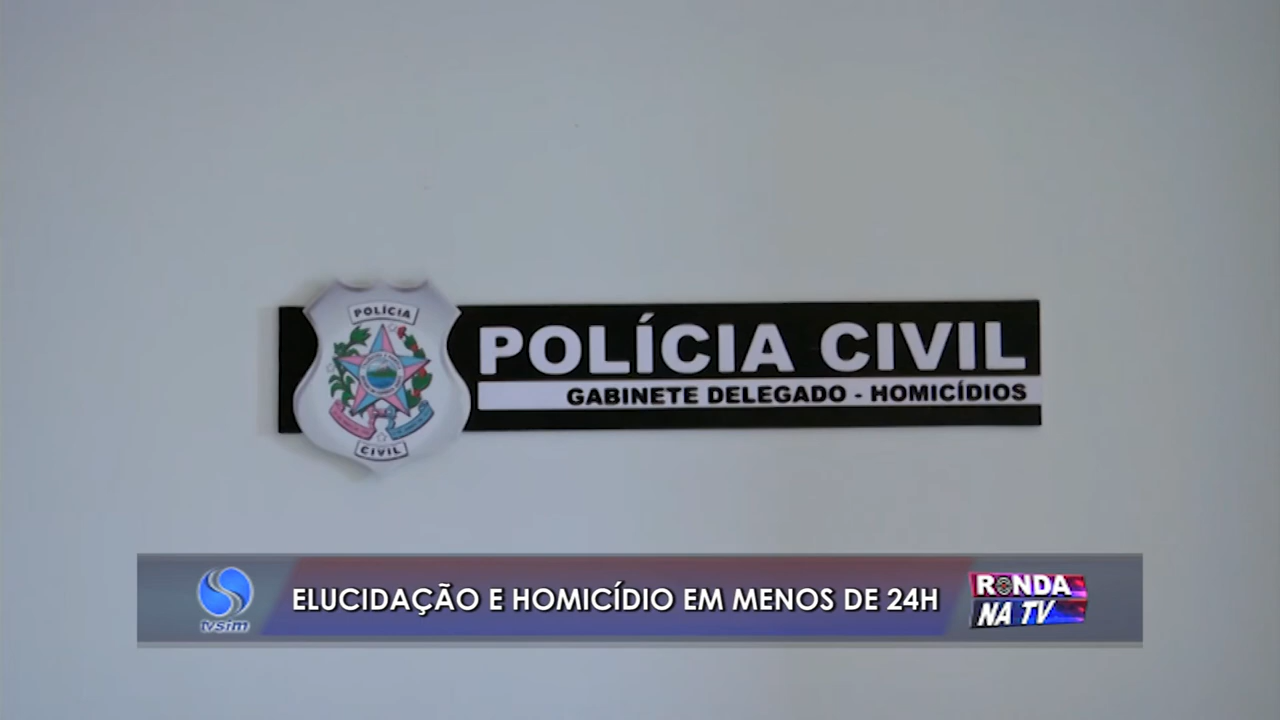 POLÍCIA
CIVIL
POLÍCIA CIVIL
GABINETE DELEGADO - HOMICÍDIOS
tvsim
ELUCIDAÇÃO E HOMICÍDIO EM MENOS DE 24H
RONDA
NA TV